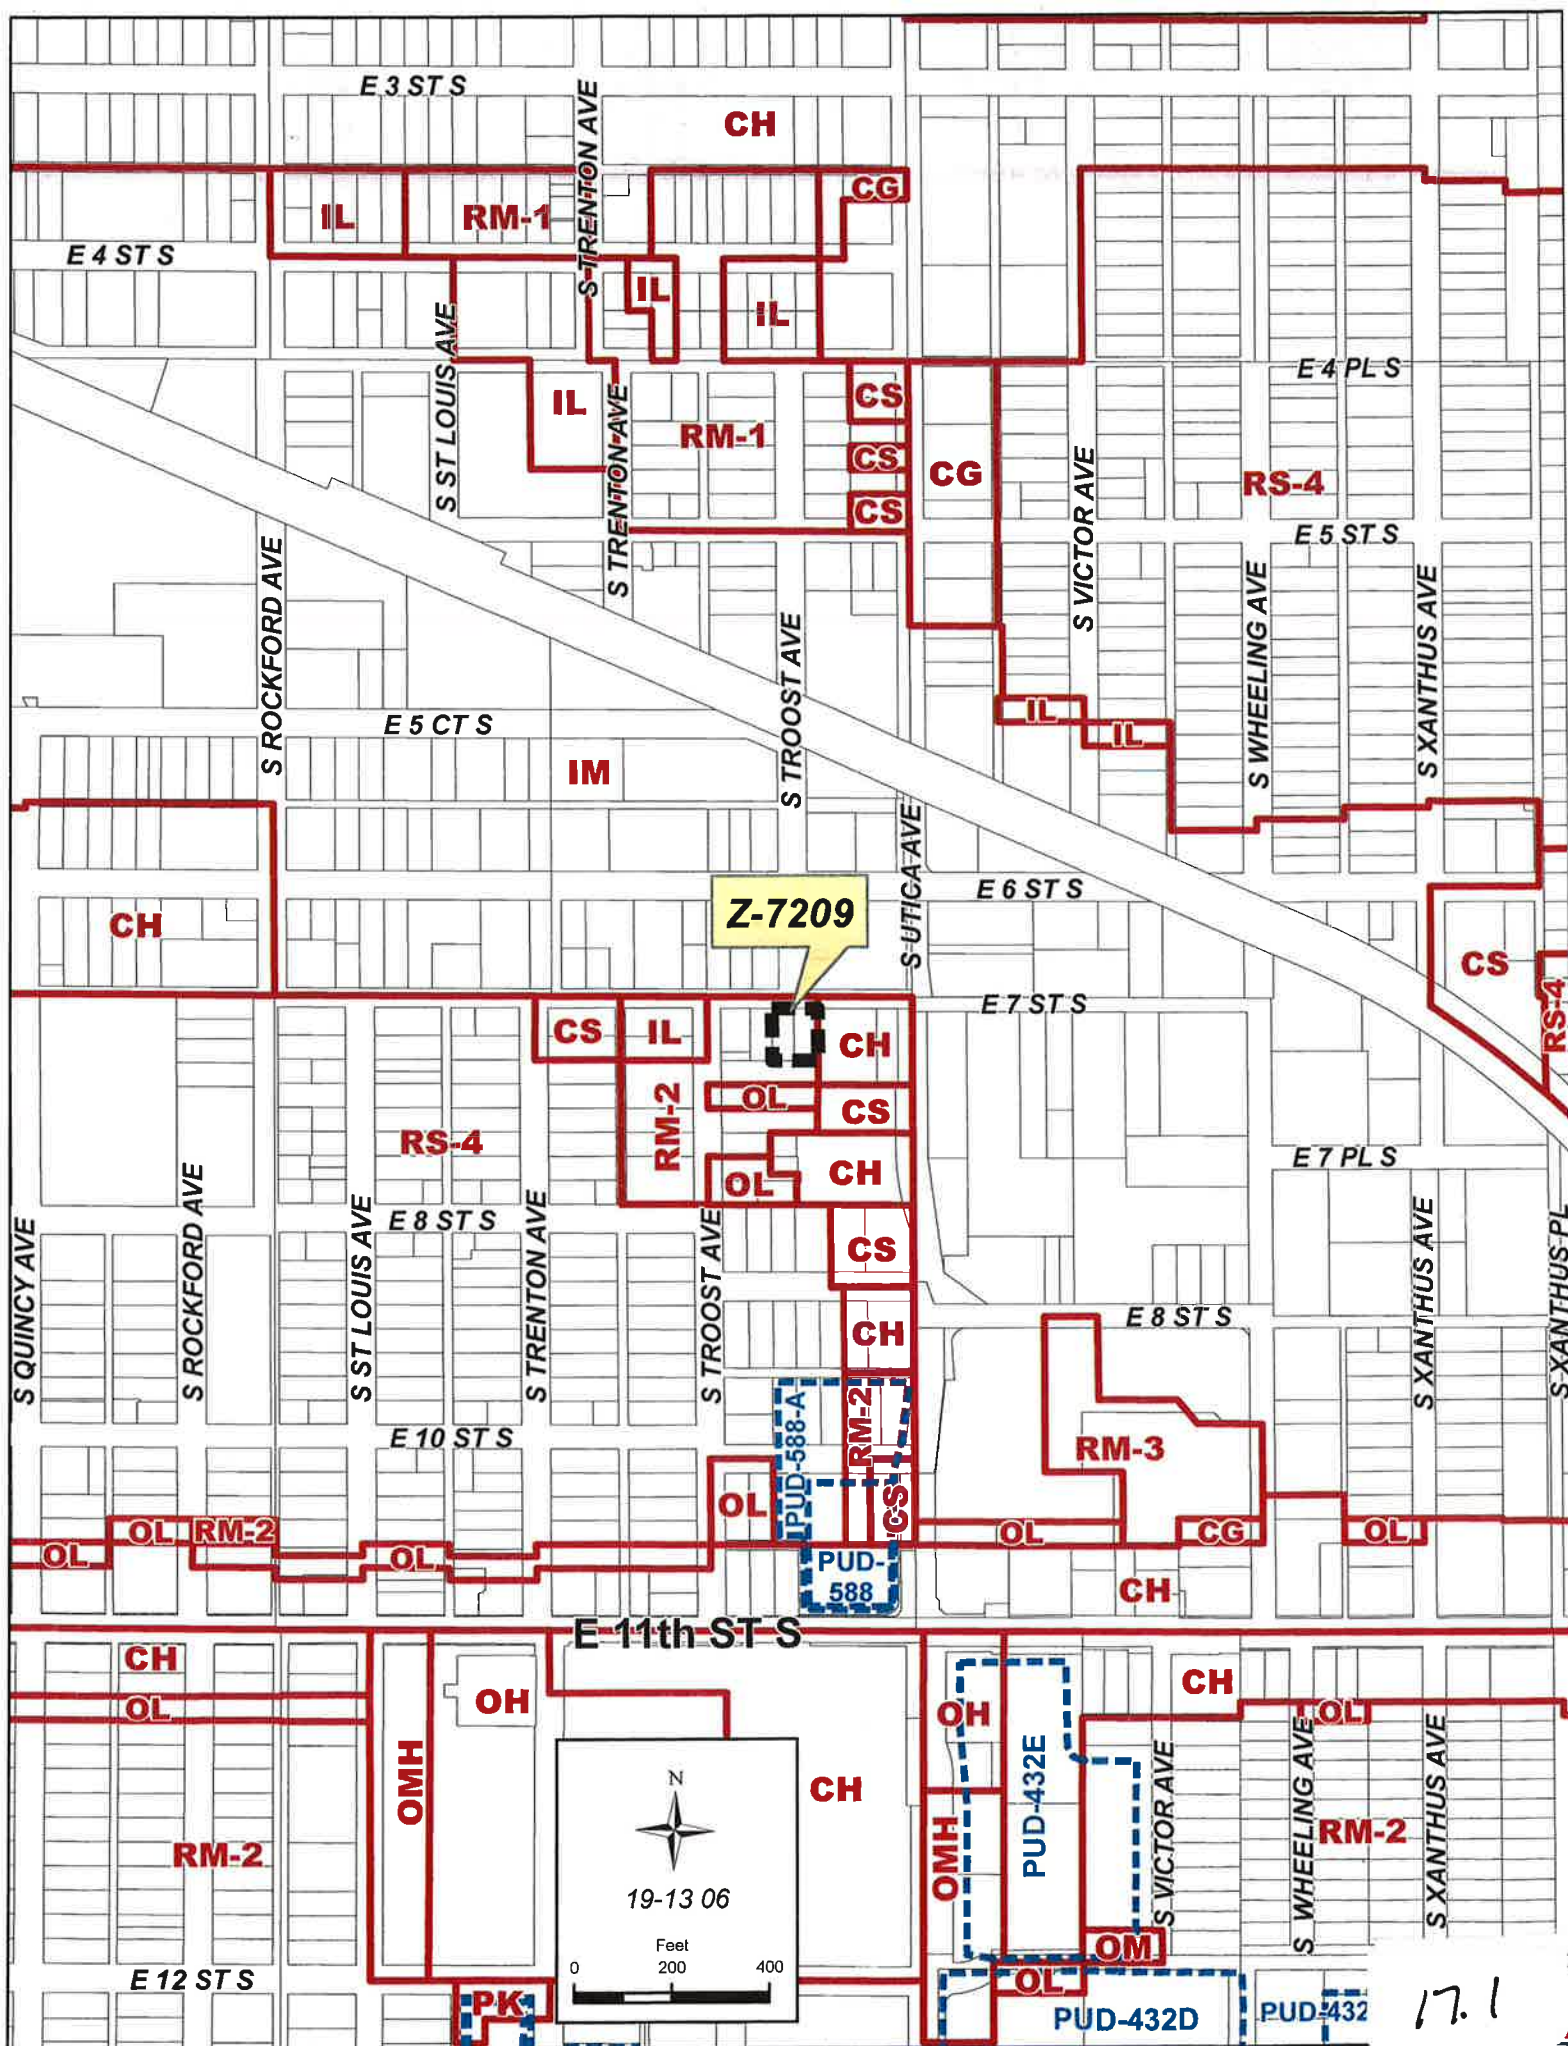 E 3 ST S
S TRENTON AVE
CH
CG
IL
RM-1
E 4 ST S
IL
IL
S ST LOUIS AVE
E 4 PL S
IL
CS
S TRENTON AVE
RM-1
CS
CG
RS-4
CS
S VICTOR AVE
E 5 ST S
S ROCKFORD AVE
S TROOST AVE
S WHEELING AVE
S XANTHUS AVE
IL
E 5 CT S
IL
IM
S UTICA AVE
E 6 ST S
CH
Z-7209
CS
RS-4
E 7 ST S
CS
IL
CH
OL
CS
RM-2
RS-4
E 7 PL S
OL
CH
S QUINCY AVE
S ROCKFORD AVE
S ST LOUIS AVE
E 8 ST S
S TRENTON AVE
S TROOST AVE
CS
S XANTHUS AVE
S XANTHUS PL
CH
E 8 ST S
PUD-588-A
RM-2
E 10 ST S
RM-3
OL
CS
OL
RM-2
OL
CG
OL
OL
OL
PUD-
588
CH
E 11th ST S
CH
OL
OH
OH
CH
OL
OMH
PUD-432E
S VICTOR AVE
S WHEELING AVE
S XANTHUS AVE
N
CH
RM-2
OMH
RM-2
19-13 06
Feet
0 200 400
OM
E 12 ST S
OL
PK
PUD-432D
PUD-432
17.1